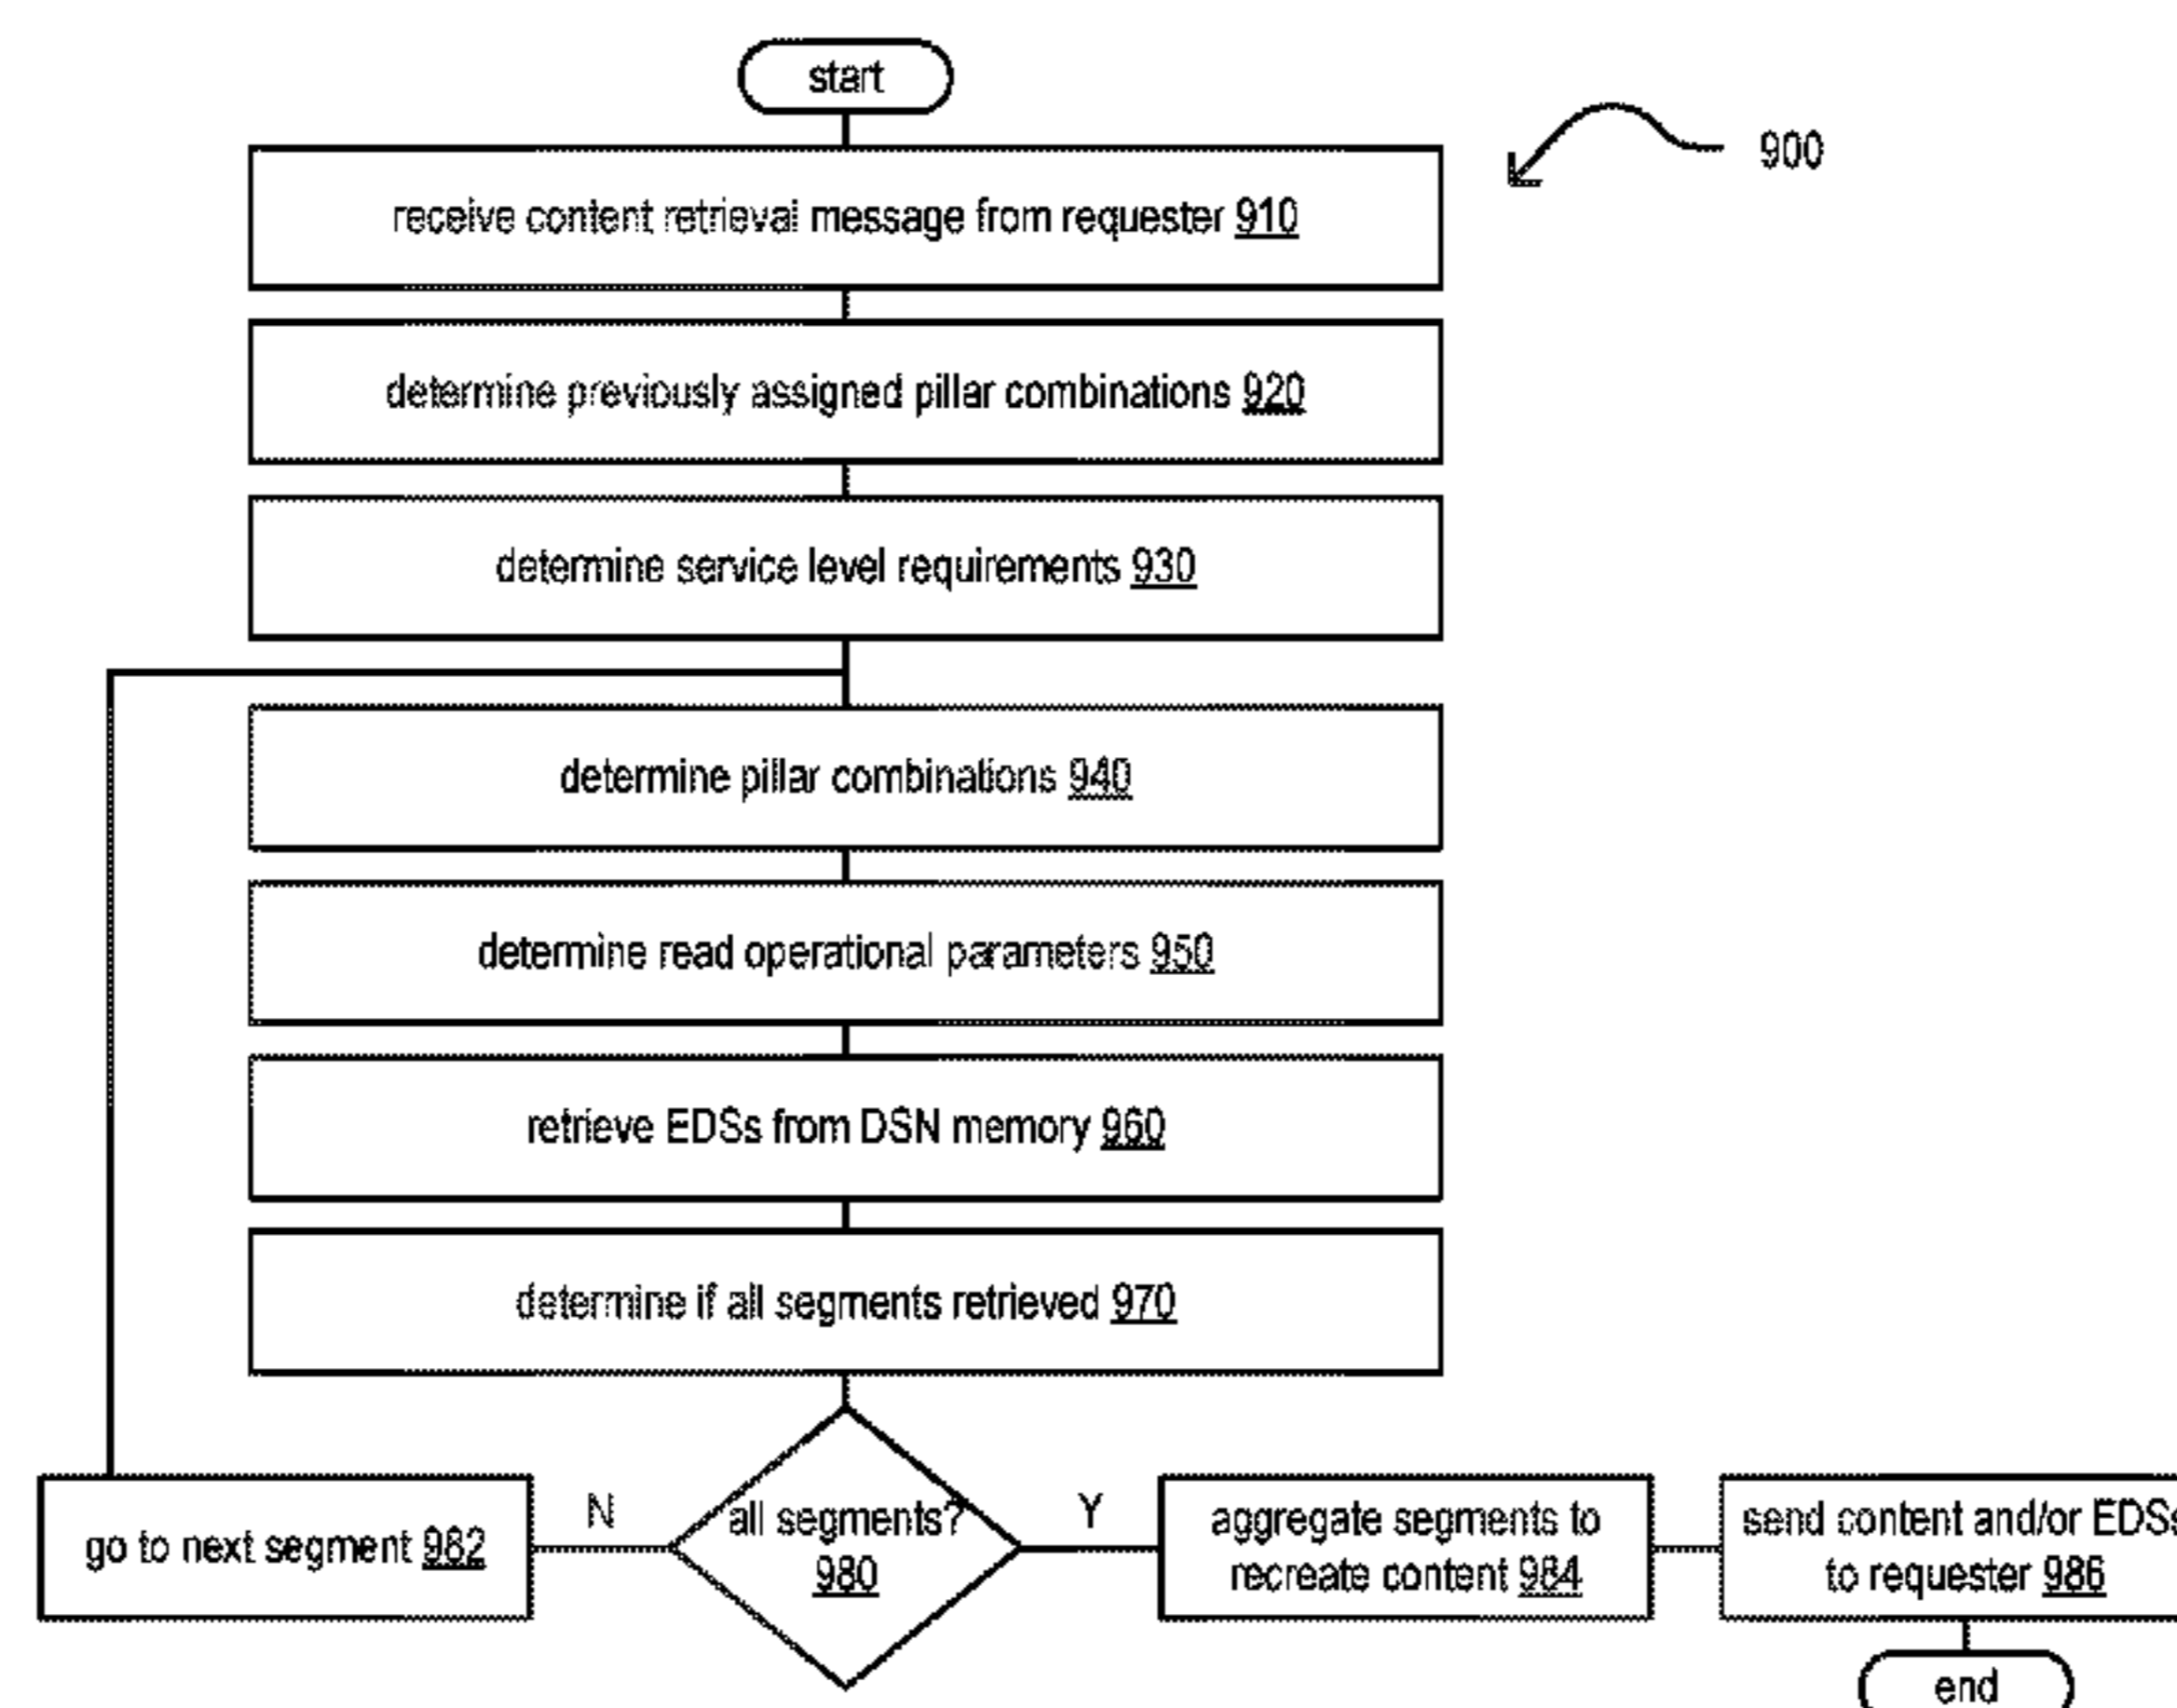 start
900
receive content retrieval message from requester 910
determine previously assigned pillar combinations 920
determine service level requirements 930
determine pillar combinations 940
determine read operational parameters 950
retrieve EDSs from DSN memory 960
determine if all segments retrieved 970
all segments?
980
N
go to next segment 982
Y
aggregate segments to
recreate content 984
send content and/or EDSs
to requester 986
end